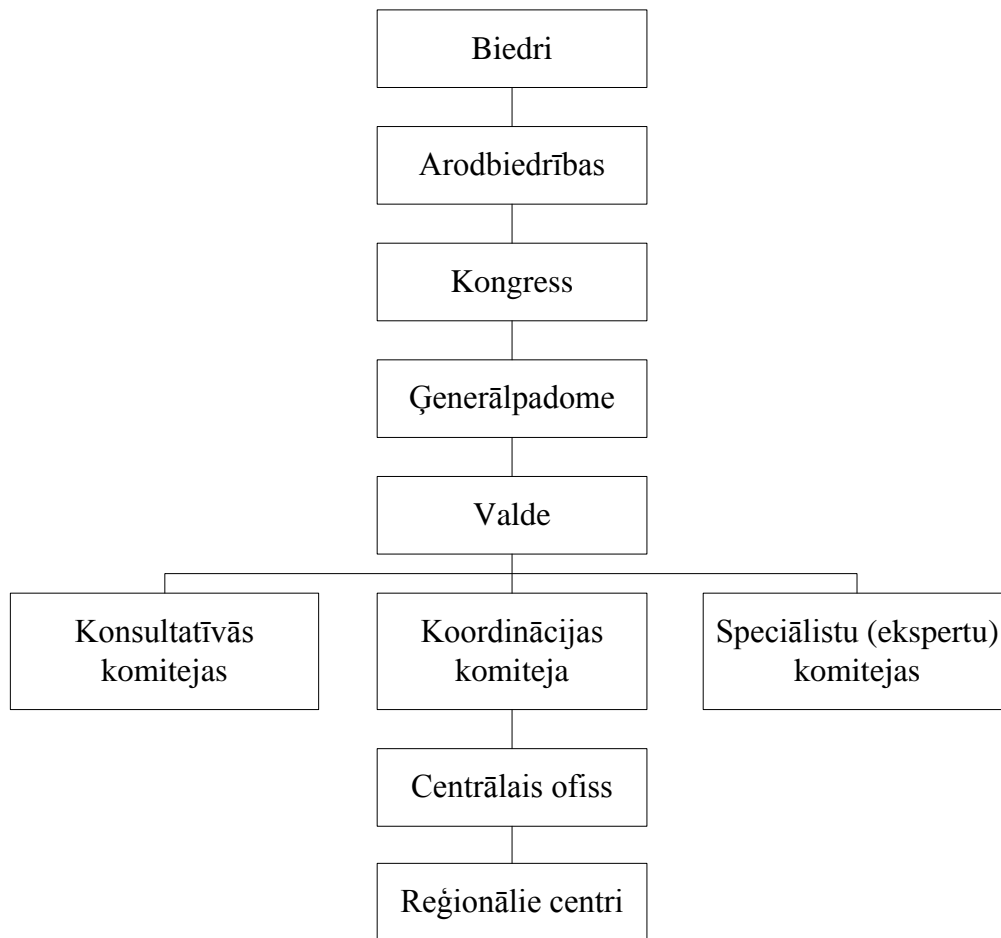 Biedri
Arodbiedrības
Kongress
Ģenerālpadome
Valde
Konsultatīvās
komitejas
Koordinācijas
komiteja
Speciālistu (ekspertu)
komitejas
Centrālais ofiss
Reģionālie centri